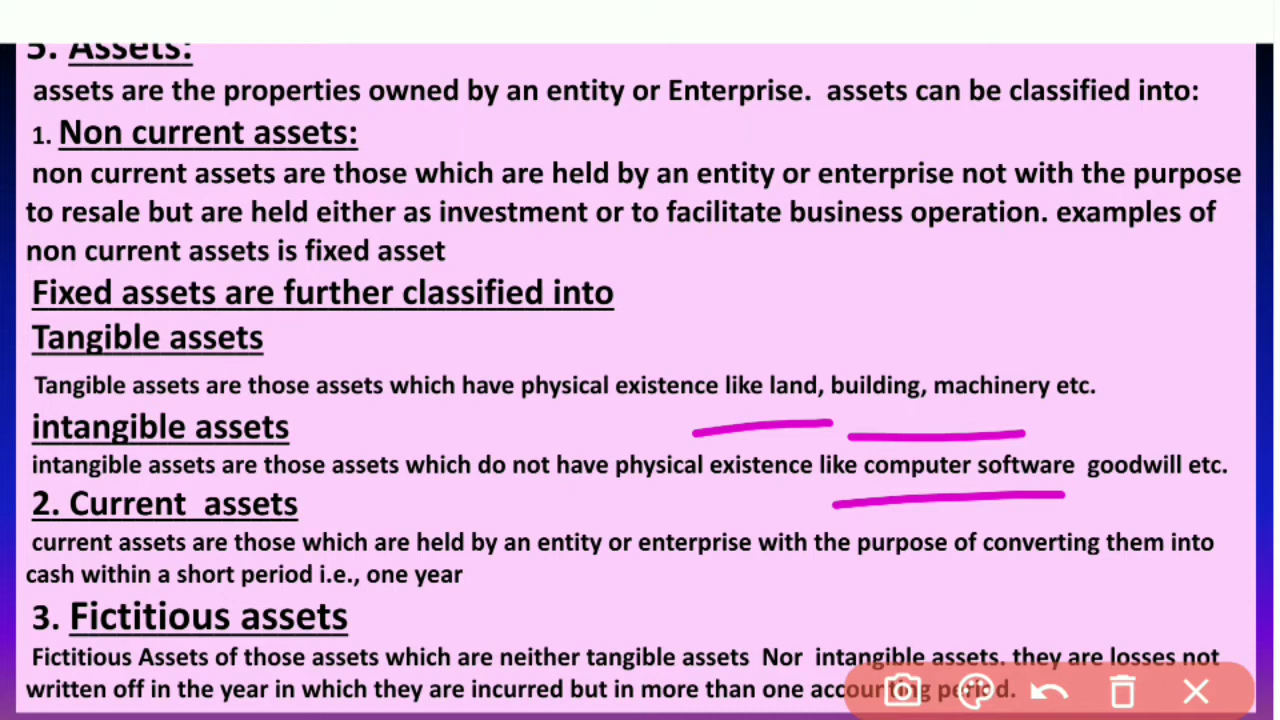 5. Assets:
assets are the properties owned by an entity or Enterprise. assets can be classified into:
1. Non current assets:
non current assets are those which are held by an entity or enterprise not with the purpose
to resale but are held either as investment or to facilitate business operation. examples of
non current assets is fixed asset
Fixed assets are further classified into
Tangible assets
Tangible assets are those assets which have physical existence like land, building, machinery etc.
intangible assets
intangible assets are those assets which do not have physical existence like computer software goodwill etc.
2. Current assets
current assets are those which are held by an entity or enterprise with the purpose of converting them into
cash within a short period i.e., one year
3. Fictitious assets
Fictitious Assets of those assets which are neither tangible assets Nor intangible assets. they are losses not
written off in the year in which they are incurred but in more than one accounting period.